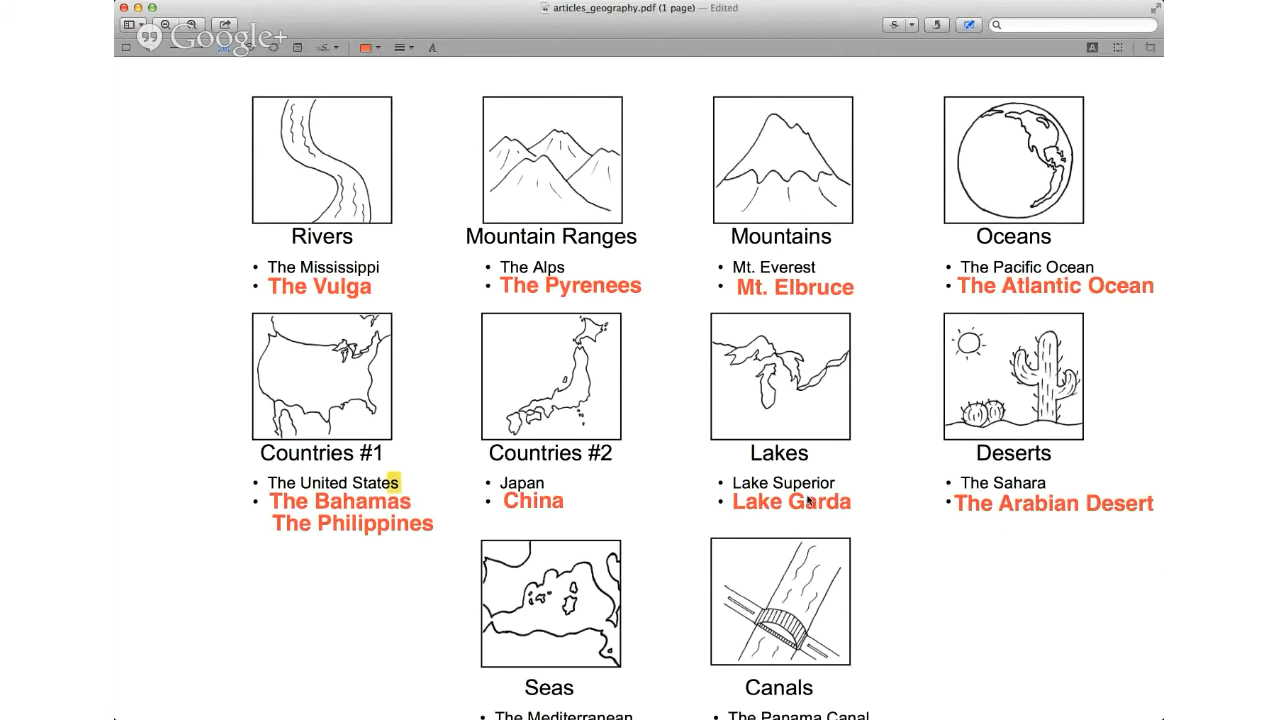 articles_geography.pdf (1 page) — Edited
Google+
Rivers
• The Mississippi
• The Vulga
Mountain Ranges
• The Alps
• The Pyrenees
Mountains
• Mt. Everest
• Mt. Elbruce
Oceans
• The Pacific Ocean
• The Atlantic Ocean
Countries #1
• The United States
• The Bahamas
The Philippines
Countries #2
• Japan
• China
Lakes
• Lake Superior
• Lake Garda
Deserts
• The Sahara
• The Arabian Desert
Seas
• The Mediterranean
Canals
• The Panama Canal